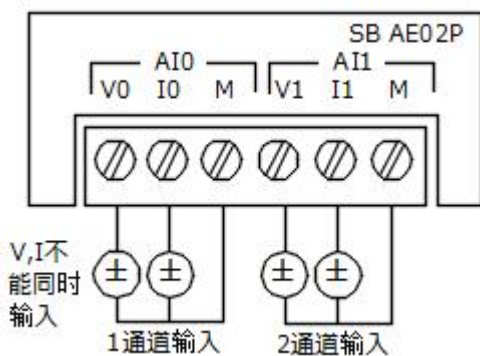 SB AE02P
AI0 AI1
V0 I0 M V1 I1 M
V,I不
能同时
输入
± ± ± ±
1通道输入 2通道输入